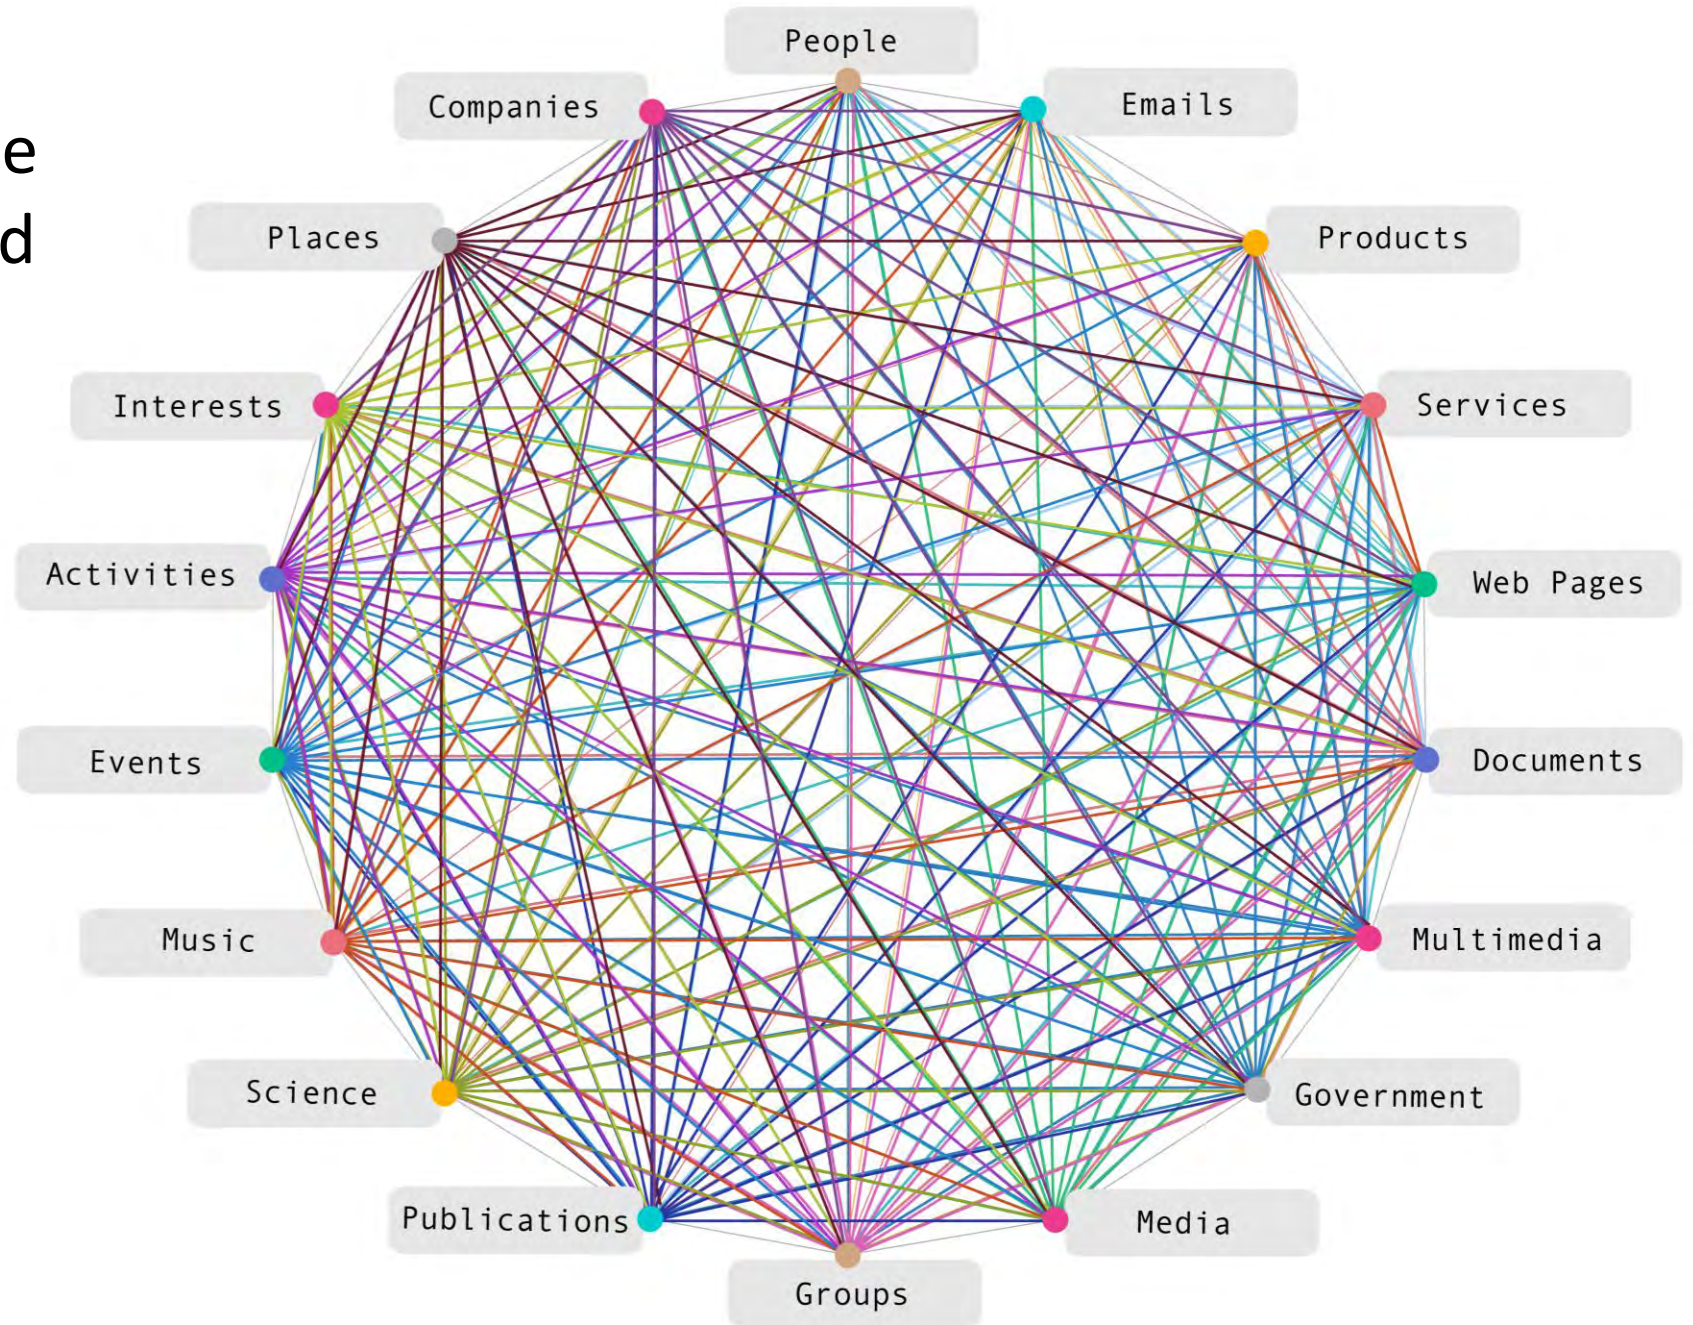 People
Companies
Emails
e
d
Places
Products
Interests
Services
Activities
Web Pages
Events
Documents
Music
Multimedia
Science
Government
Publications
Media
Groups